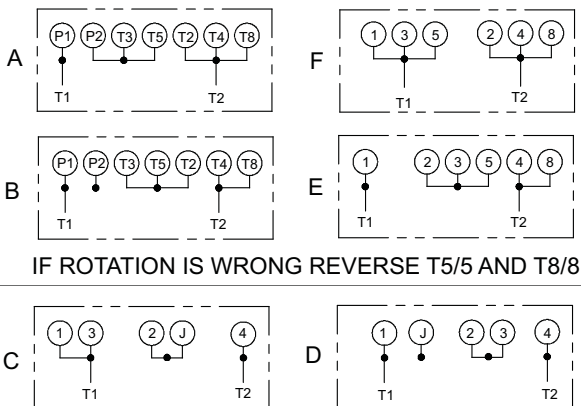 P1 P2 T3 T5 T2 T4 T8
A
T1 T2
1 3 5 2 4 8
F
T1 T2
P1 P2 T3 T5 T2 T4 T8
B
T1 T2
1 2 3 5 4 8
E
T1 T2
IF ROTATION IS WRONG REVERSE T5/5 AND T8/8
1 3 2 J 4
C
T1 T2
1 J 2 3 4
D
T1 T2